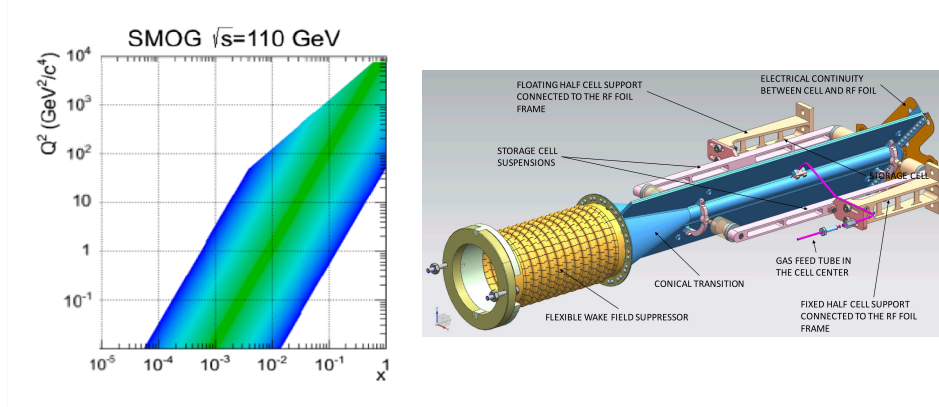 SMOG √s=110 GeV
Q² (GeV²/c⁴)
10⁴
10³
10²
10
1
10⁻¹
10⁻⁵
10⁻⁴
10⁻³
10⁻²
10⁻¹
1
x
FLOATING HALF CELL SUPPORT
CONNECTED TO THE RF FOIL
FRAME
ELECTRICAL CONTINUITY
BETWEEN CELL AND RF FOIL
STORAGE CELL
SUSPENSIONS
STORAGE CELL
GAS FEED TUBE IN
THE CELL CENTER
CONICAL TRANSITION
FLEXIBLE WAKE FIELD SUPPRESSOR
FIXED HALF CELL SUPPORT
CONNECTED TO THE RF FOIL
FRAME